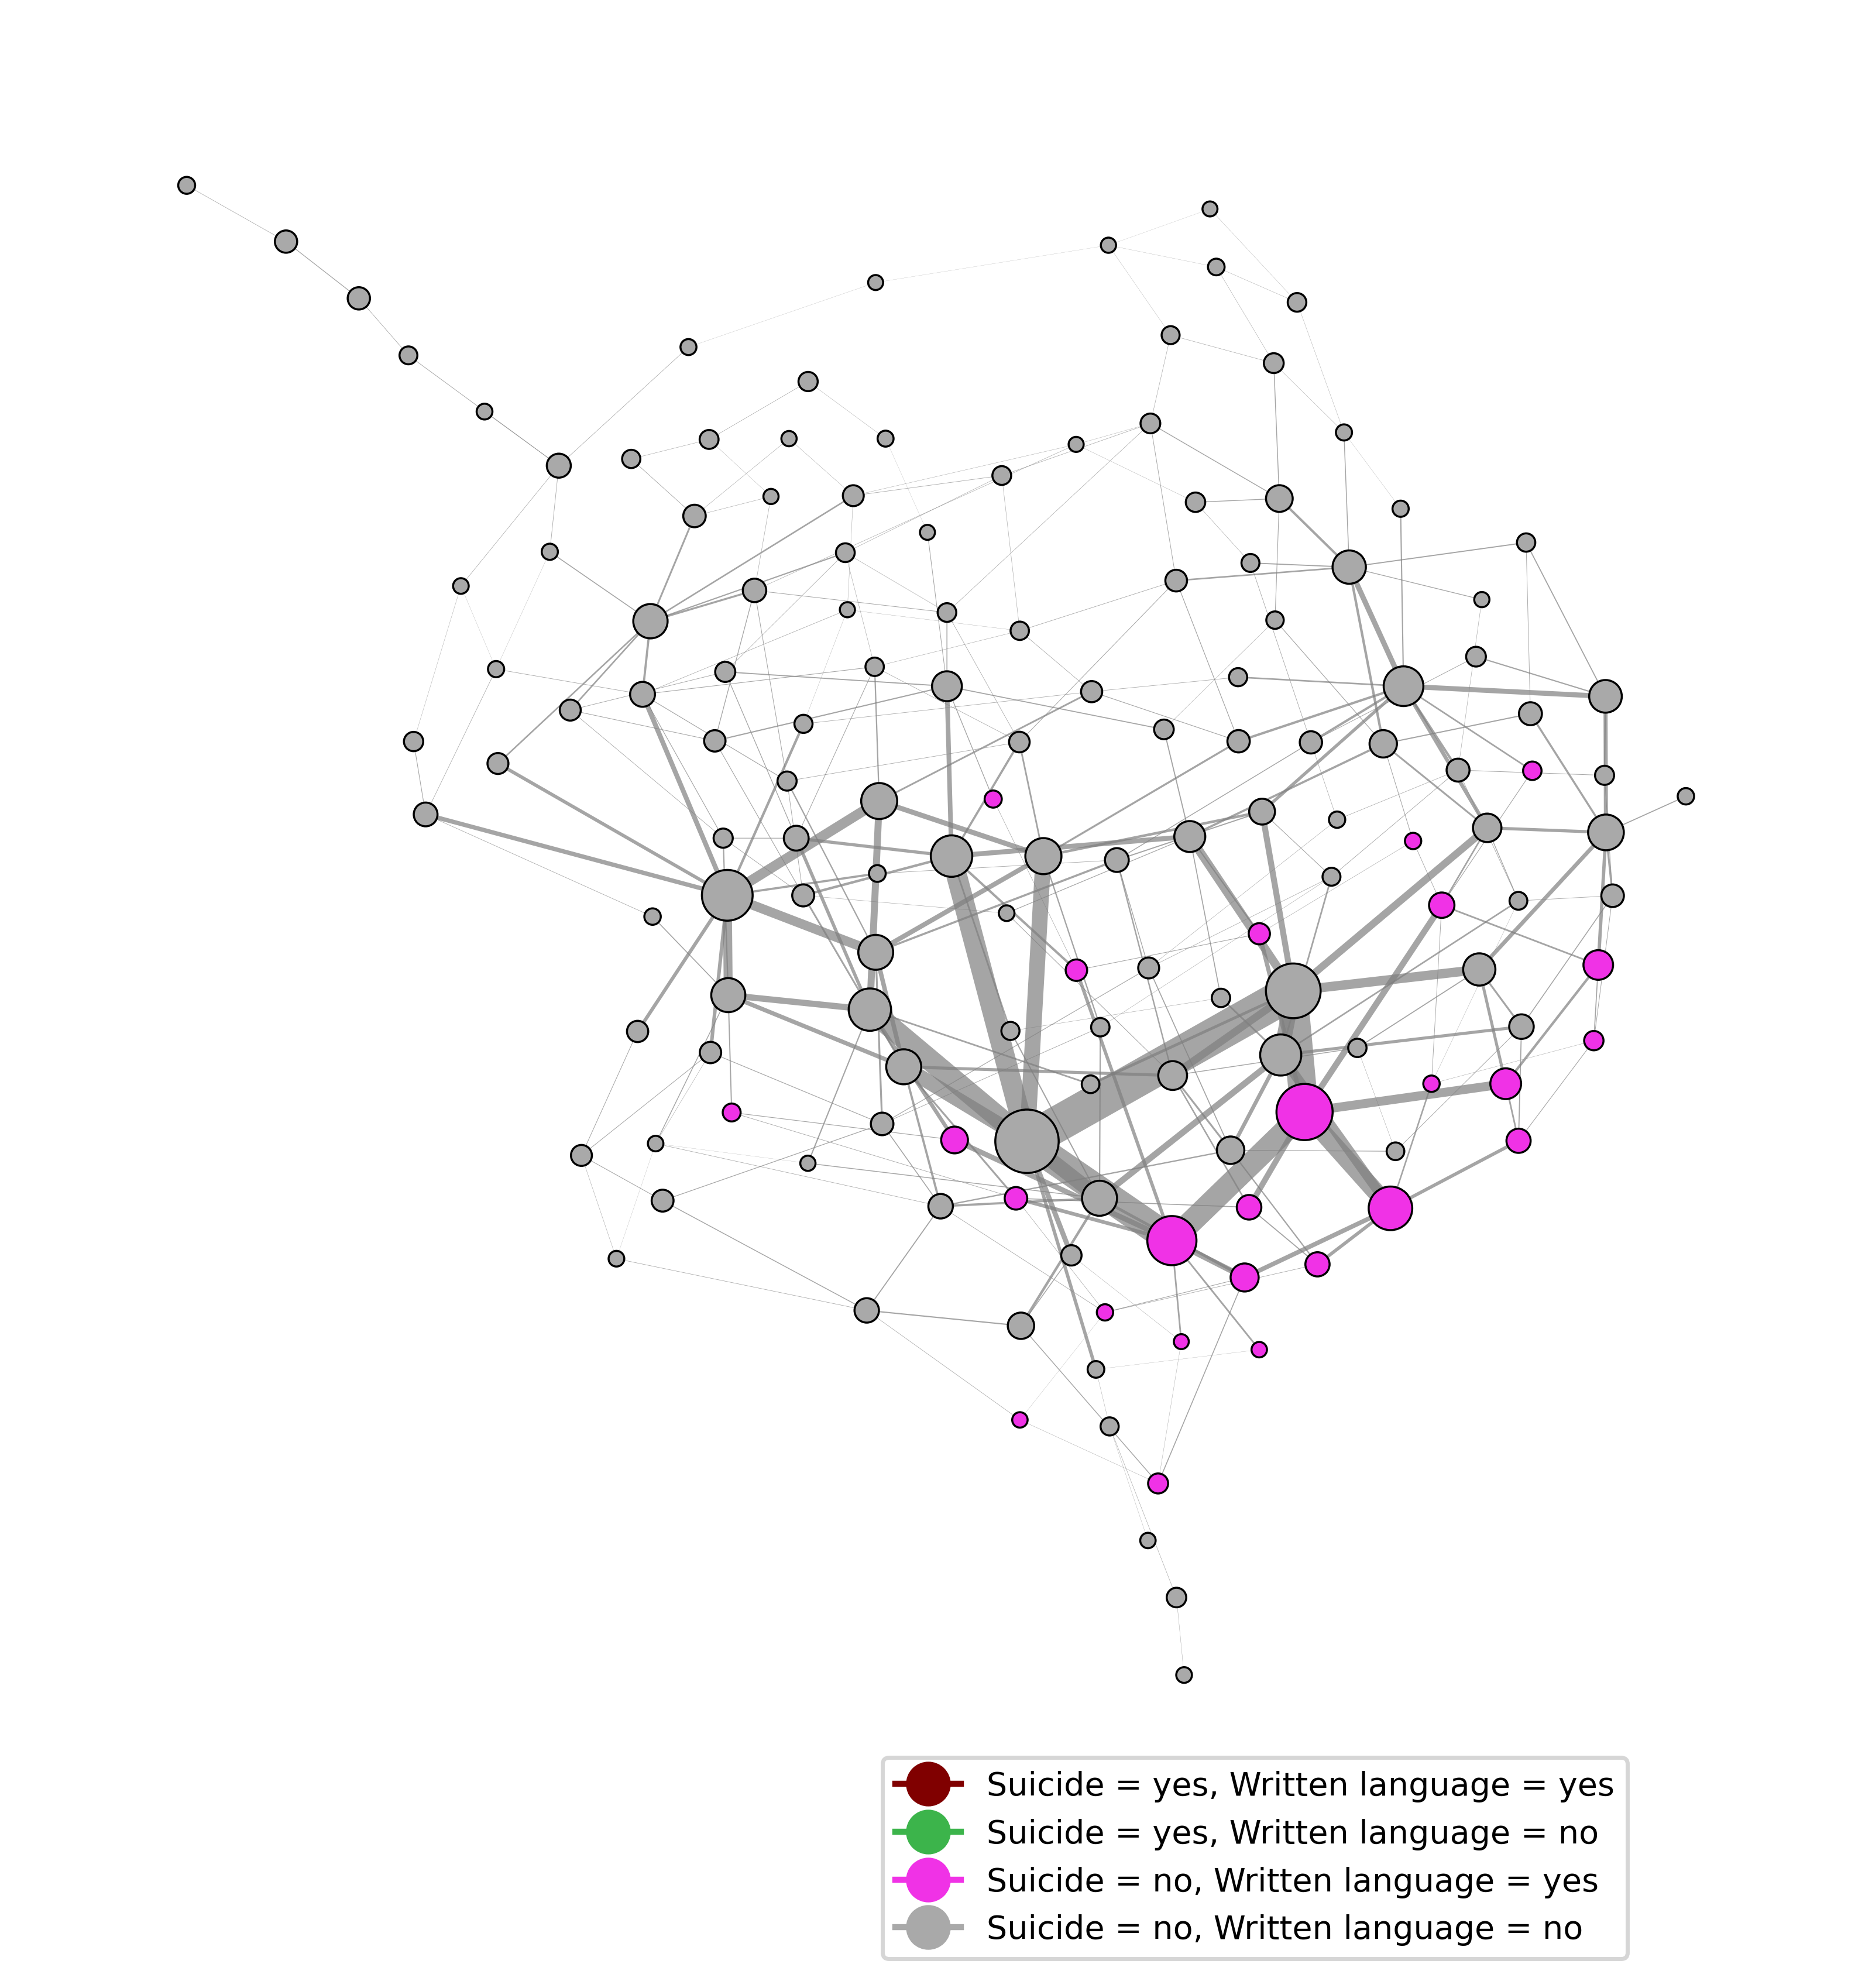 Suicide = yes, Written language = yes
Suicide = yes, Written language = no
Suicide = no, Written language = yes
Suicide = no, Written language = no